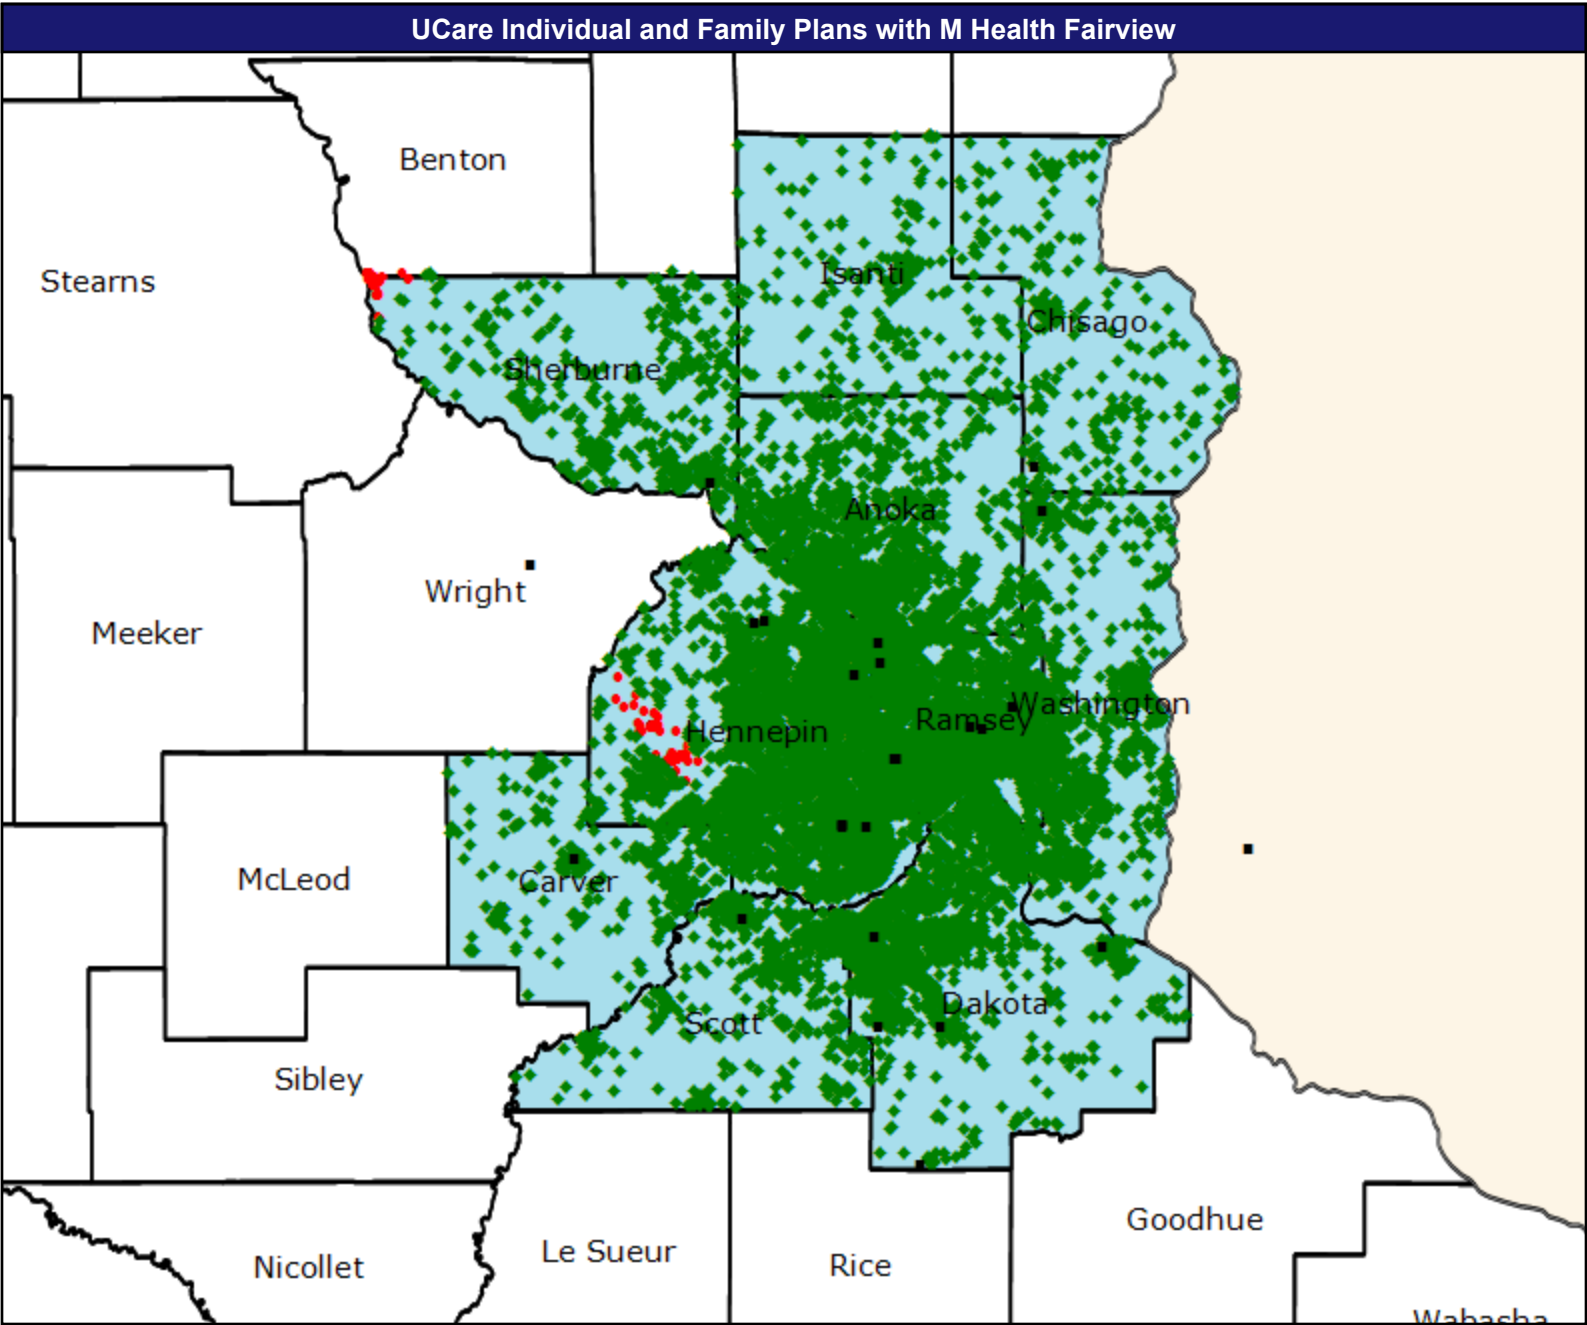 UCare Individual and Family Plans with M Health Fairview
Benton
Stearns
Isanti
Chisago
Sherburne
Anoka
Wright
Meeker
Washington
Ramsey
Hennepin
McLeod
Carver
Dakota
Scott
Sibley
Goodhue
Le Sueur
Rice
Nicollet
Wabasha